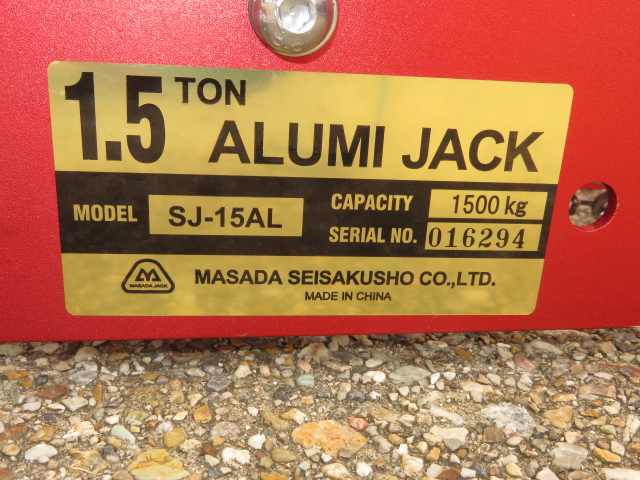 1.5 TON
ALUMI JACK
MODEL SJ-15AL
CAPACITY 1500 kg
SERIAL NO. 016294
MASADA JACK
MASADA SEISAKUSHO CO.,LTD.
MADE IN CHINA